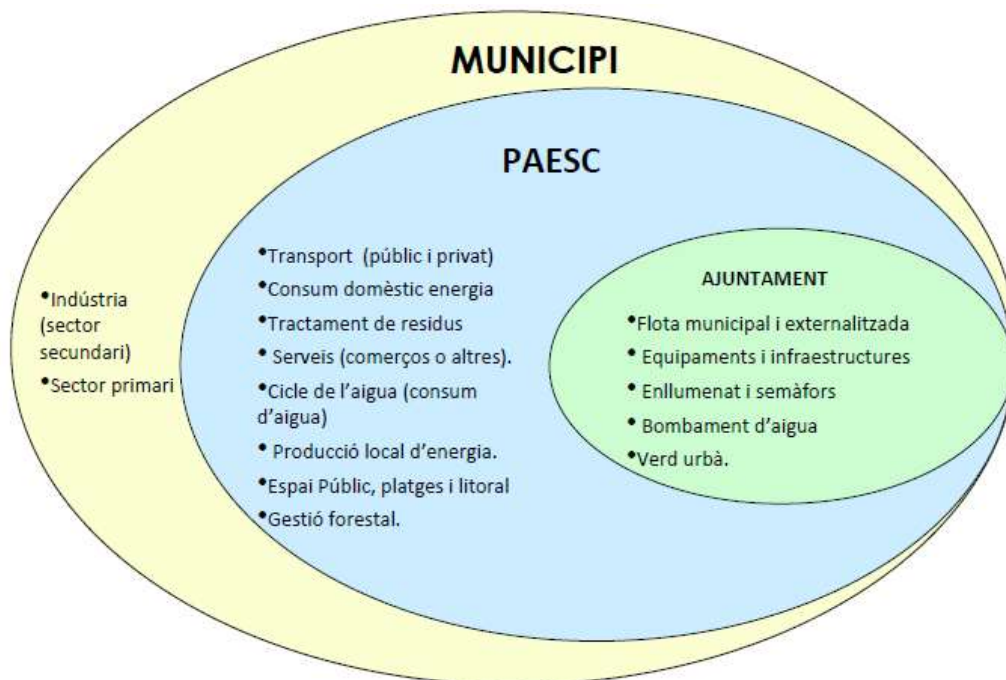 MUNICIPI
PAESC
•Indústria
(sector
secundari)
•Sector primari
•Transport (públic i privat)
•Consum domèstic energia
•Tractament de residus
• Serveis (comerços o altres).
•Cicle de l'aigua (consum
d'aigua)
• Producció local d'energia.
•Espai Públic, platges i litoral
•Gestió forestal.
AJUNTAMENT
•Flota municipal i externalitzada
• Equipaments i infraestructures
• Enllumenat i semàfors
• Bombament d'aigua
•Verd urbà.